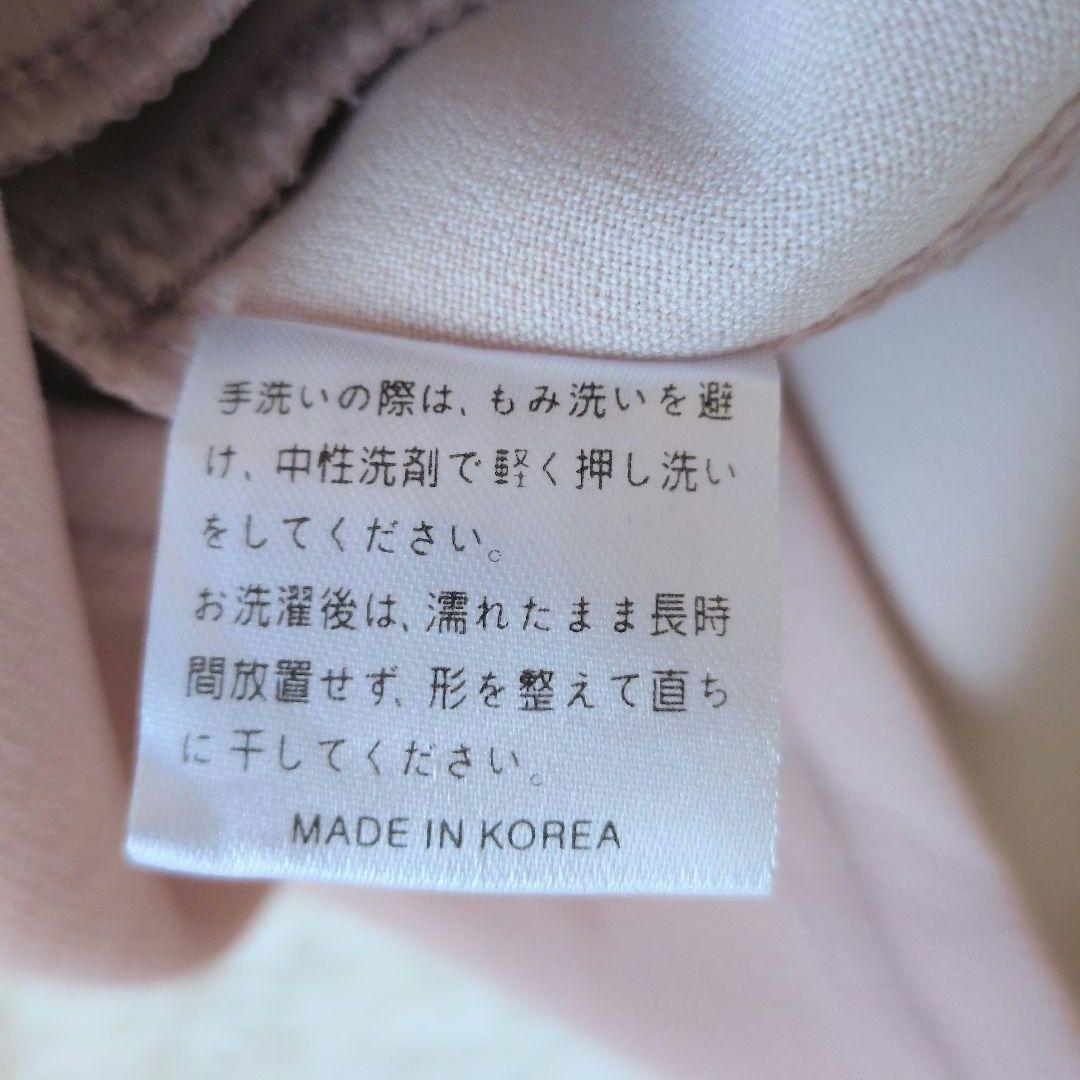 手洗いの際は、もみ洗いを避
け、中性洗剤で軽く押し洗い
をしてください。
お洗濯後は、濡れたまま長時
間放置せず、形を整えて直ち
に干してください。
MADE IN KOREA